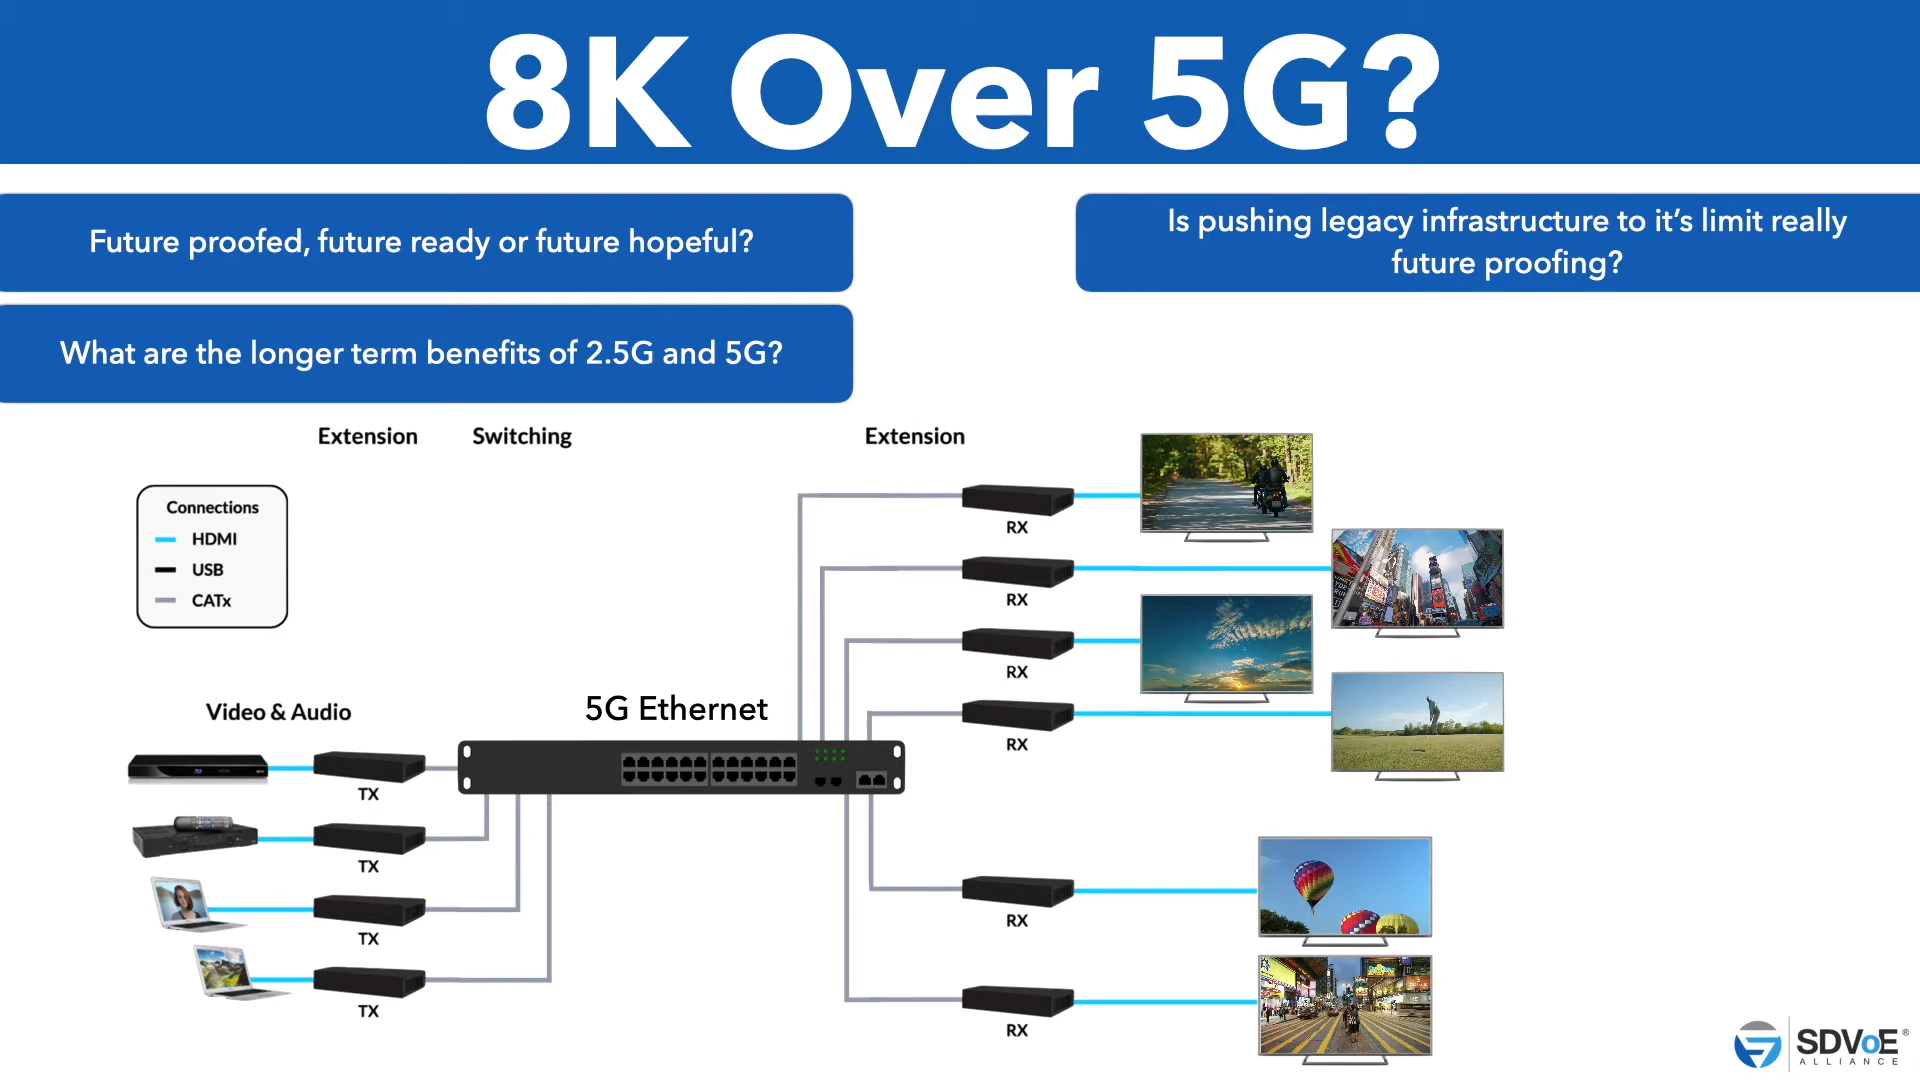 8K Over 5G?
Future proofed, future ready or future hopeful?
Is pushing legacy infrastructure to it's limit really
future proofing?
What are the longer term benefits of 2.5G and 5G?
Extension
Switching
Extension
Connections
HDMI
USB
CATx
RX
RX
RX
RX
Video & Audio
5G Ethernet
TX
TX
TX
TX
RX
RX
SDVoE®
ALLIANCE